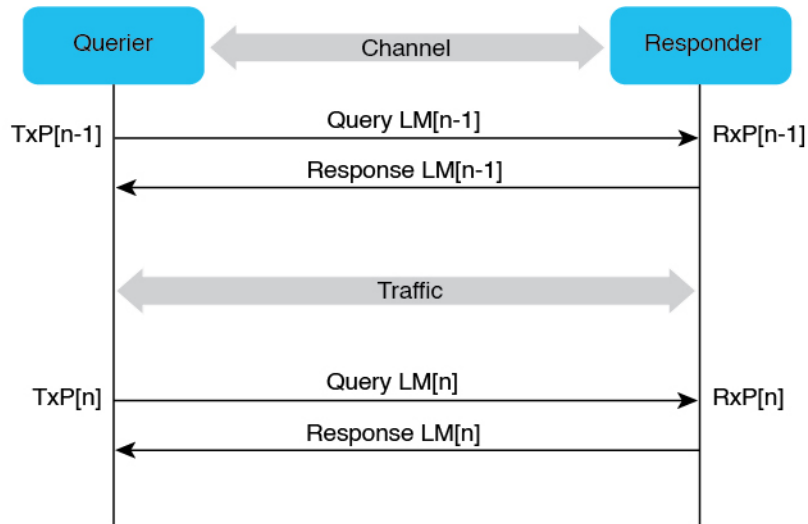 Querier
Channel
Responder
TxP[n-1]
Query LM[n-1]
RxP[n-1]
Response LM[n-1]
Traffic
TxP[n]
Query LM[n]
RxP[n]
Response LM[n]